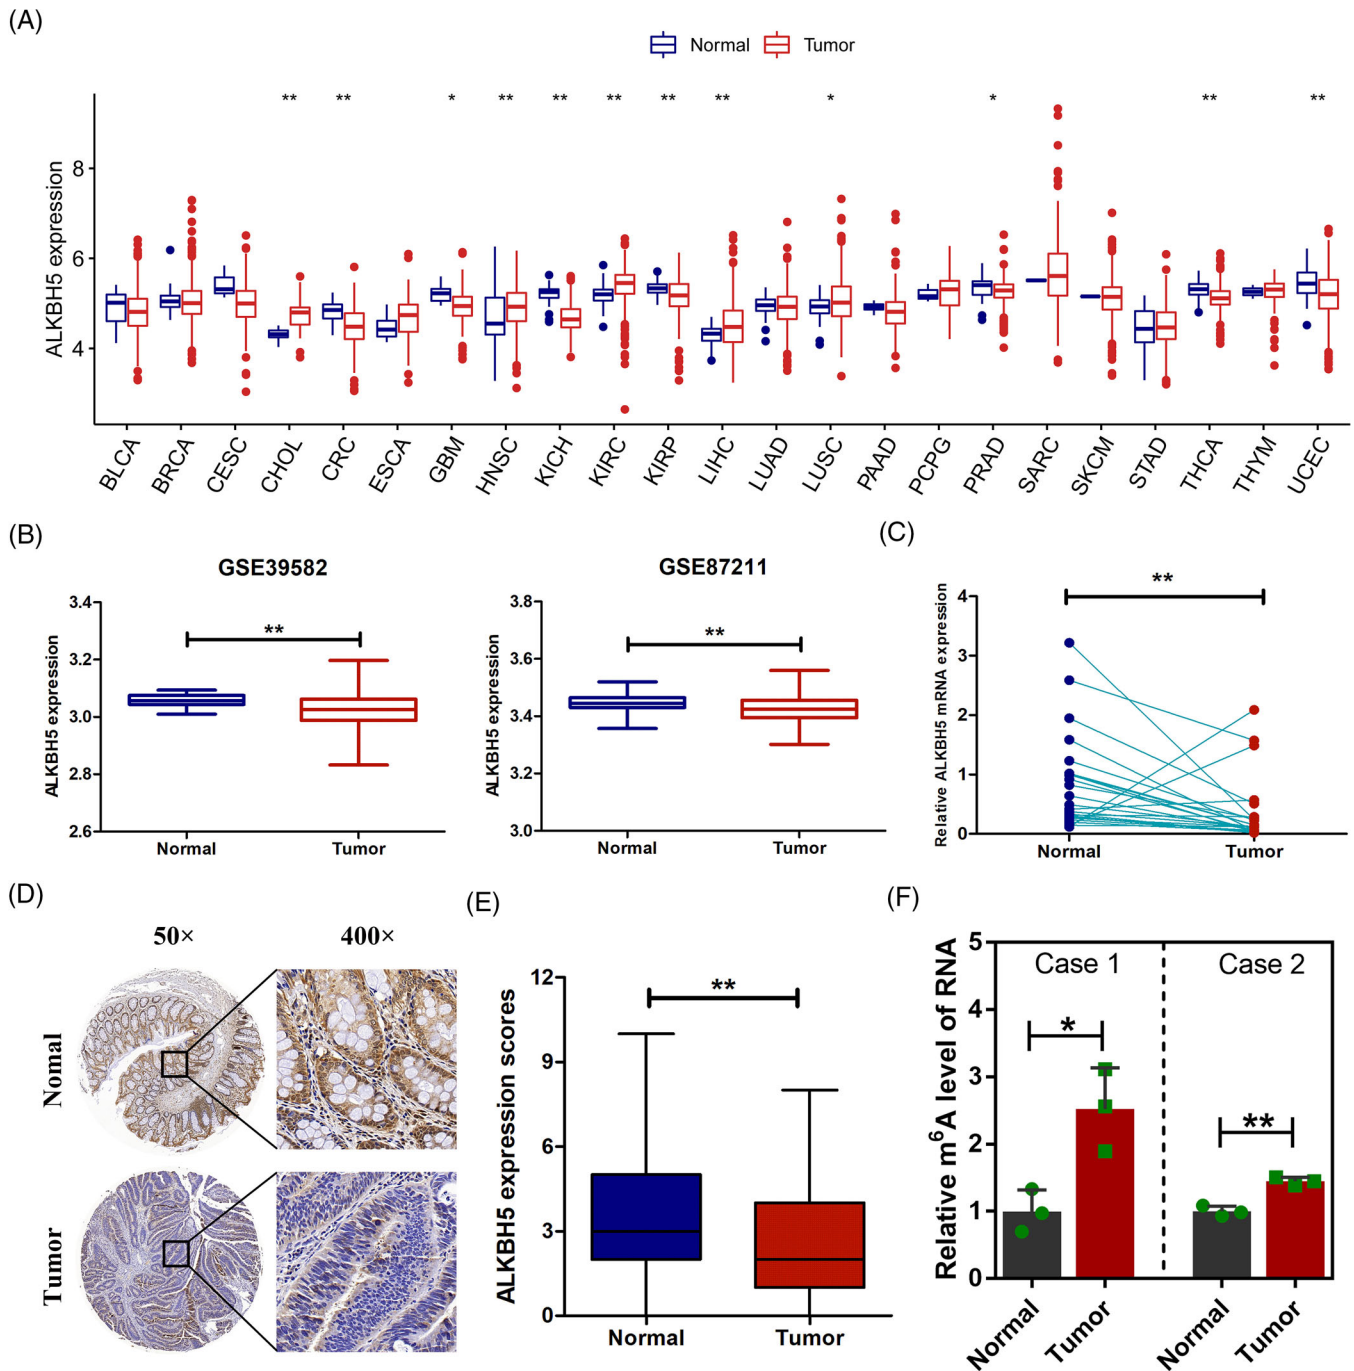 (A)
Normal Tumor
** ** * ** ** ** ** ** * * ** **
ALKBH5 expression
8
6
4
BLCA BRCA CESC CHOL CRC ESCA GBM HNSC KICH KIRC KIRP LIHC LUAD LUSC PAAD PCPG PRAD SARC SKCM STAD THCA THYM UCEC
(B)
GSE39582
ALKBH5 expression
3.4
3.2
3.0
2.8
2.6
**
Normal Tumor
GSE87211
ALKBH5 expression
3.8
3.6
3.4
3.2
3.0
**
Normal Tumor
(C)
Relative ALKBH5 mRNA expression
4
3
2
1
0
**
Normal Tumor
(D)
50× 400×
Nomal
Tumor
(E)
ALKBH5 expression scores
12
9
6
3
0
**
Normal Tumor
(F)
Relative m⁶A level of RNA
5
4
3
2
1
0
Case 1 Case 2
* **
Normal Tumor Normal Tumor